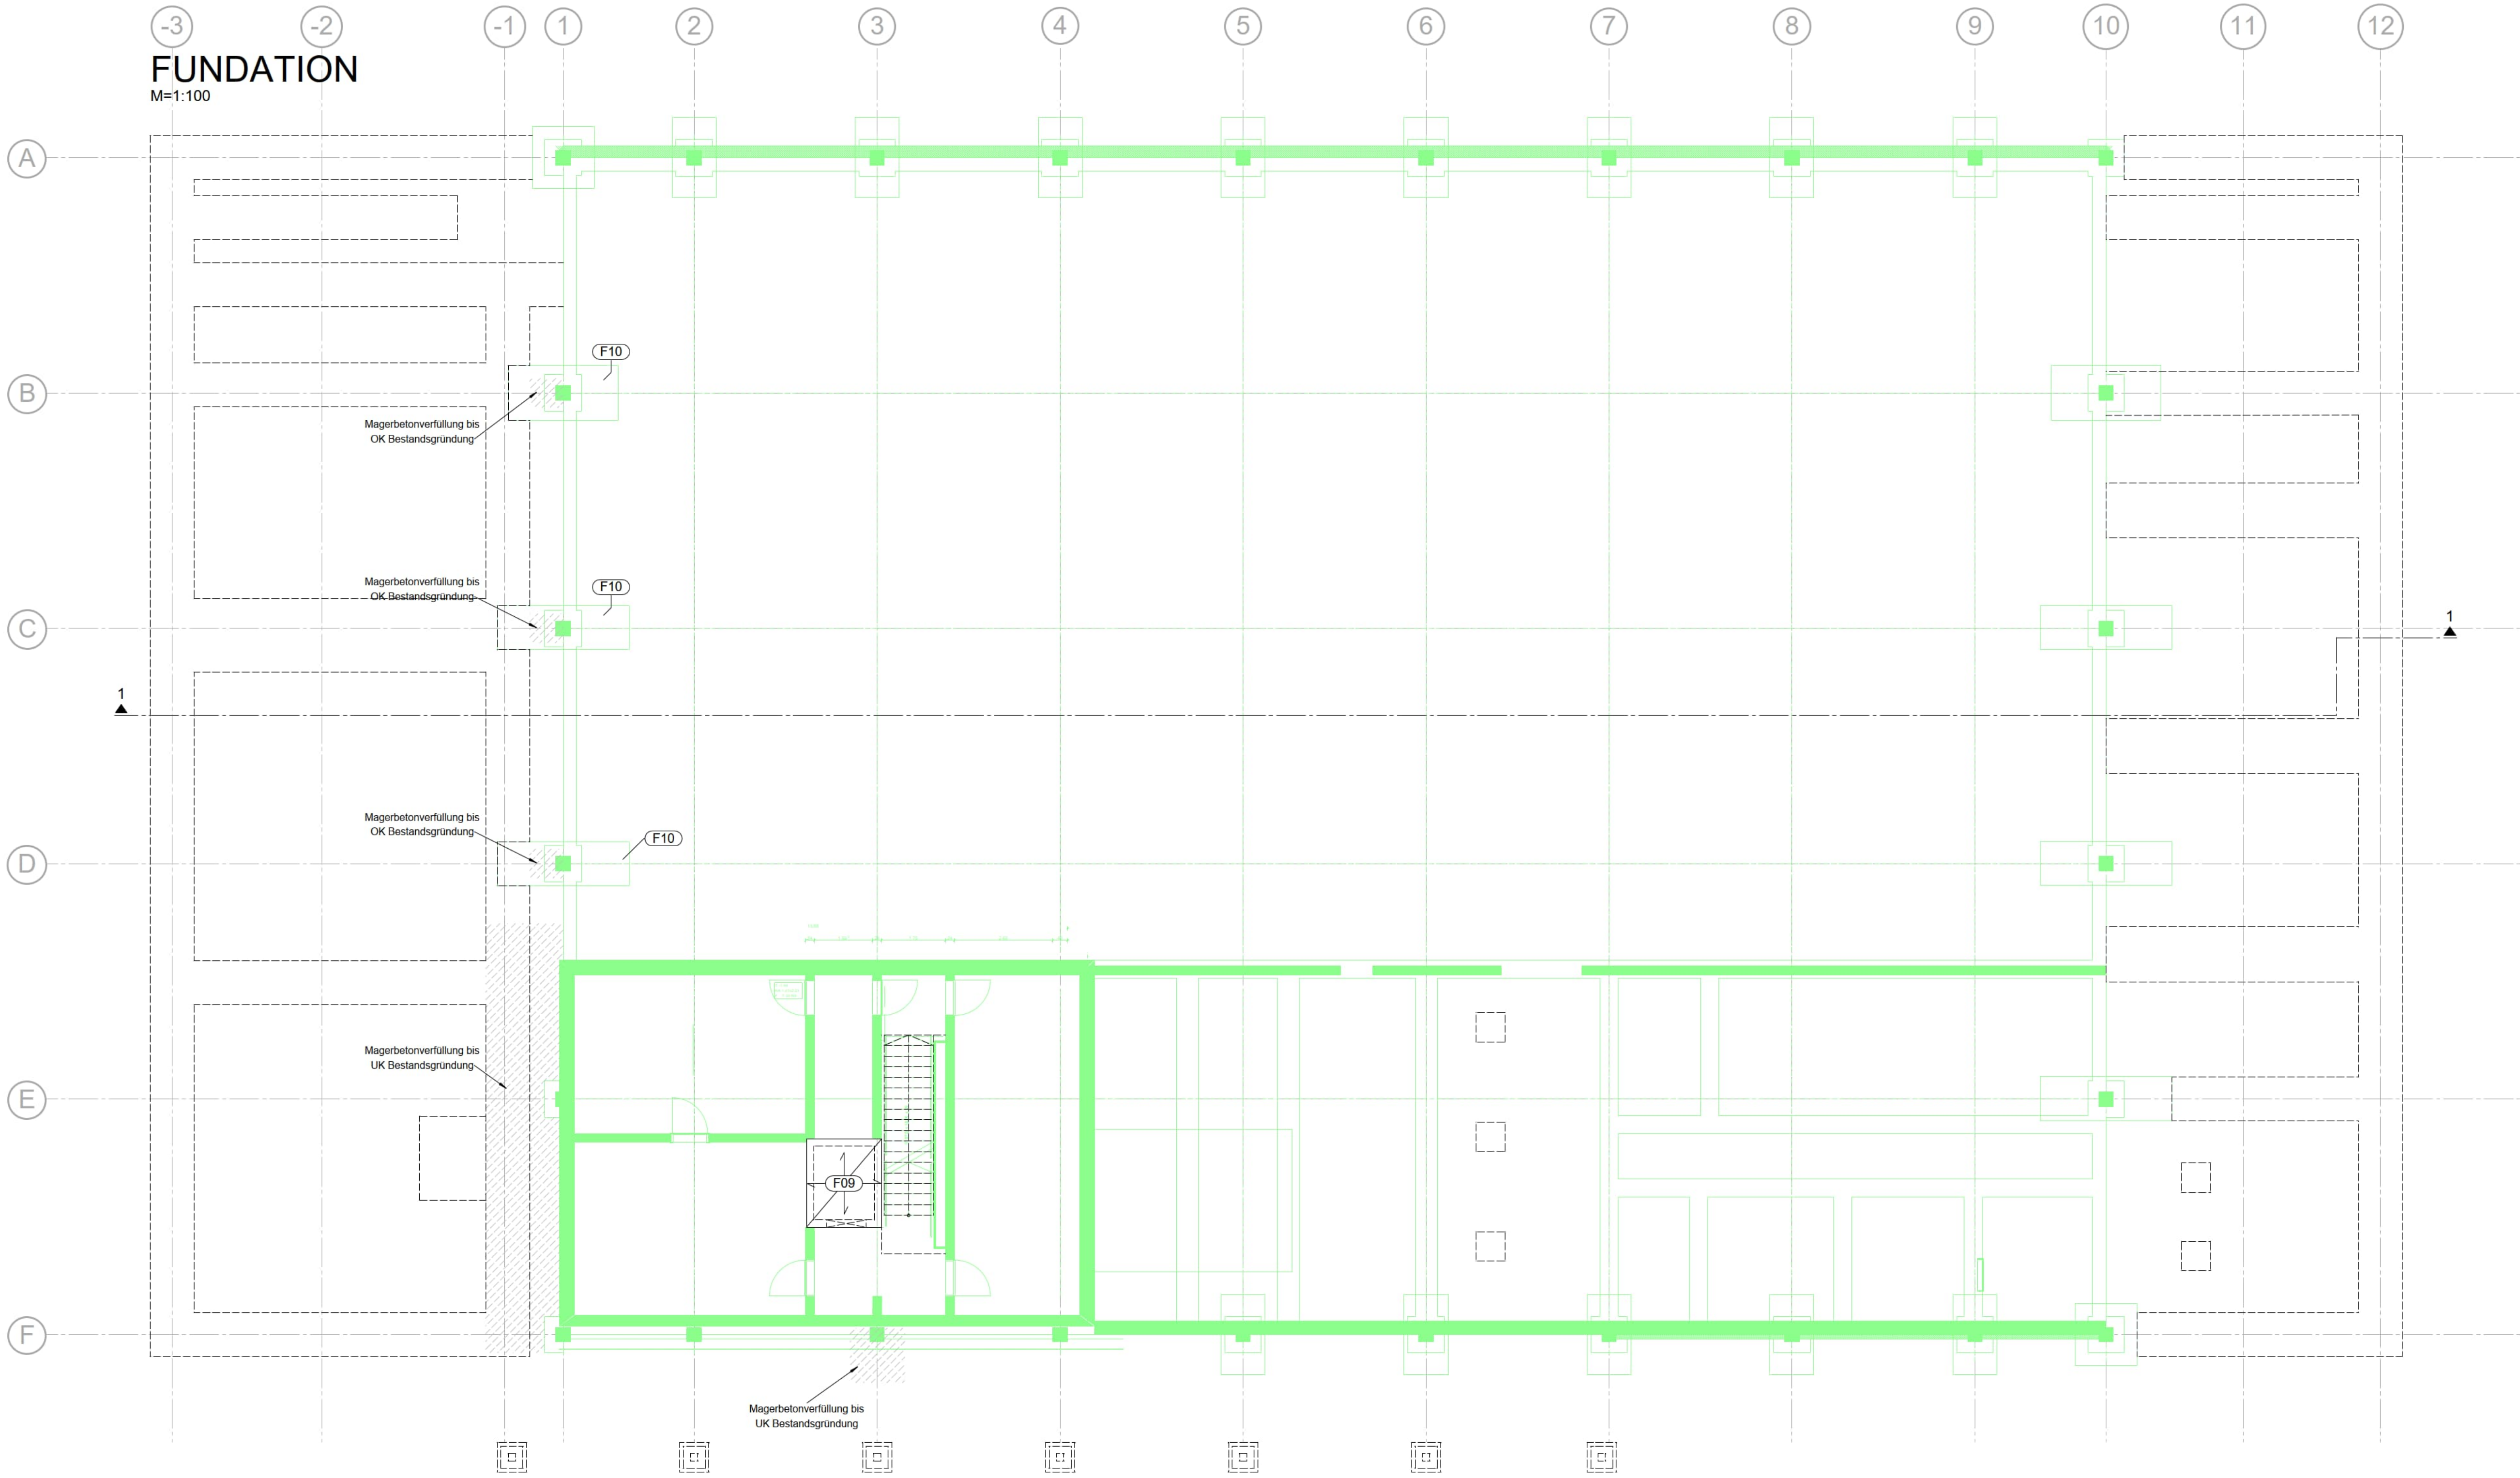 -3 -2 -1 1 2 3 4 5 6 7 8 9 10 11 12
FUNDATION
M=1:100
A
F10
B
Magerbetonverfüllung bis
OK Bestandsgründung
F10
Magerbetonverfüllung bis
OK Bestandsgründung
C
1
1
Magerbetonverfüllung bis
OK Bestandsgründung
F10
D
Magerbetonverfüllung bis
UK Bestandsgründung
E
F09
F
Magerbetonverfüllung bis
UK Bestandsgründung